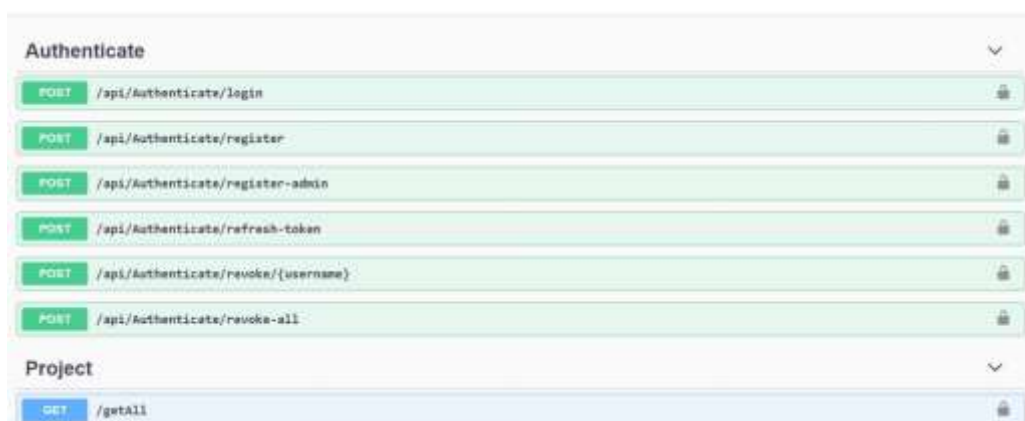 Authenticate
POST /api/Authenticate/login
POST /api/Authenticate/register
POST /api/Authenticate/register-admin
POST /api/Authenticate/refresh-token
POST /api/Authenticate/revoke/{username}
POST /api/Authenticate/revoke-all
Project
GET /getAll